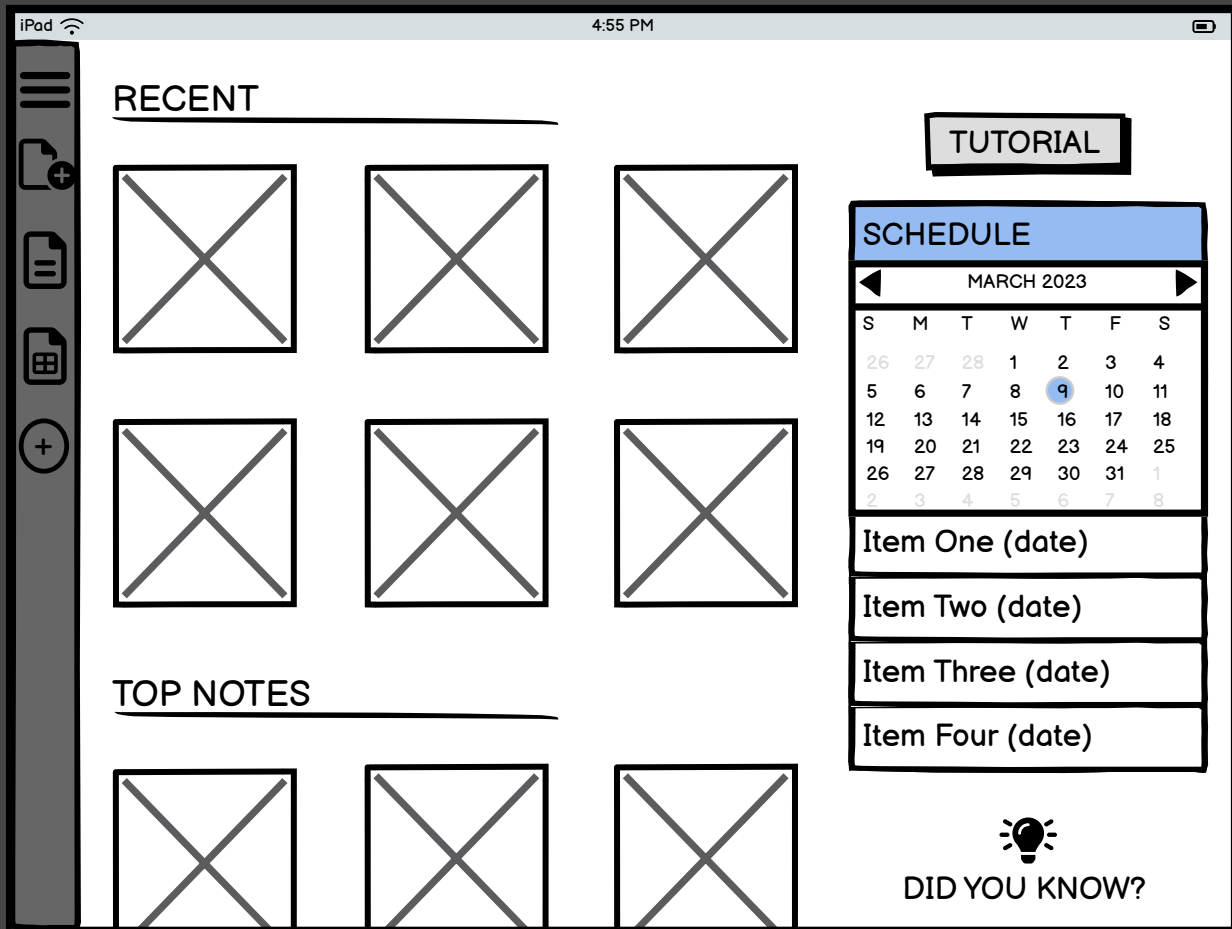 iPad 4:55 PM
RECENT
TOP NOTES
TUTORIAL
SCHEDULE
MARCH 2023
S M T W T F S
26 27 28 1 2 3 4
5 6 7 8 9 10 11
12 13 14 15 16 17 18
19 20 21 22 23 24 25
26 27 28 29 30 31 1
2 3 4 5 6 7 8
Item One (date)
Item Two (date)
Item Three (date)
Item Four (date)
DID YOU KNOW?